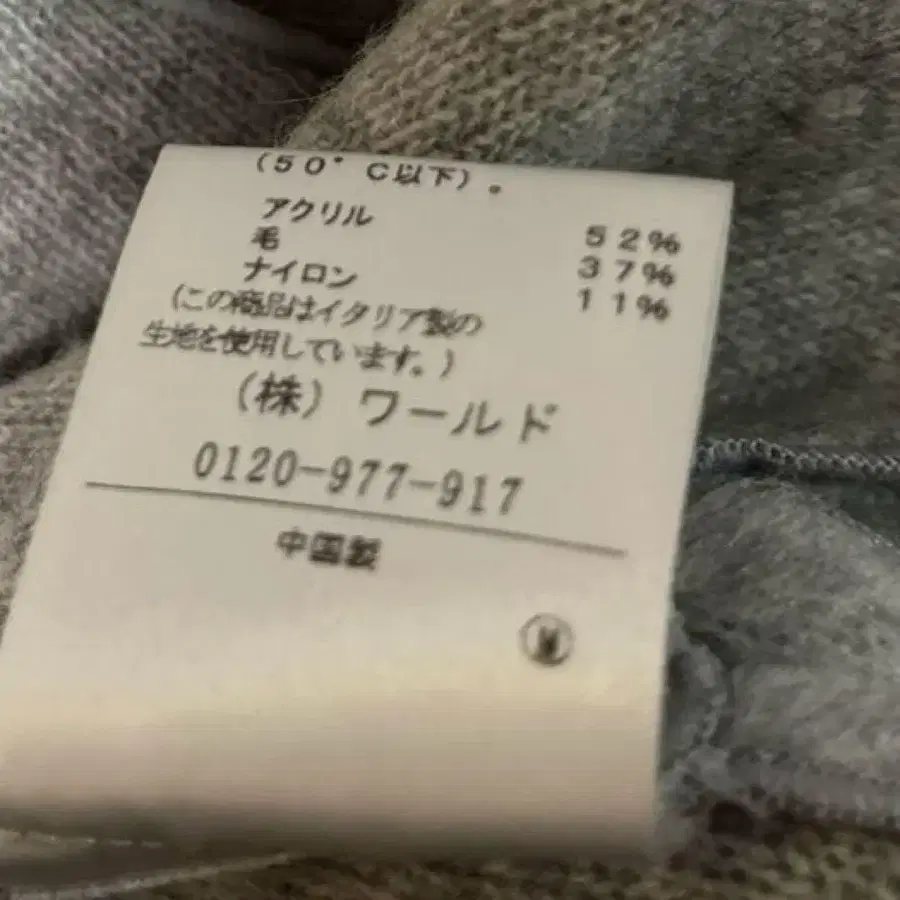 (50°C以下)。
アクリル 52%
毛 37%
ナイロン 11%
(この商品はイタリア製の
生地を使用しています。)
(株)ワールド
0120-977-917
中国製